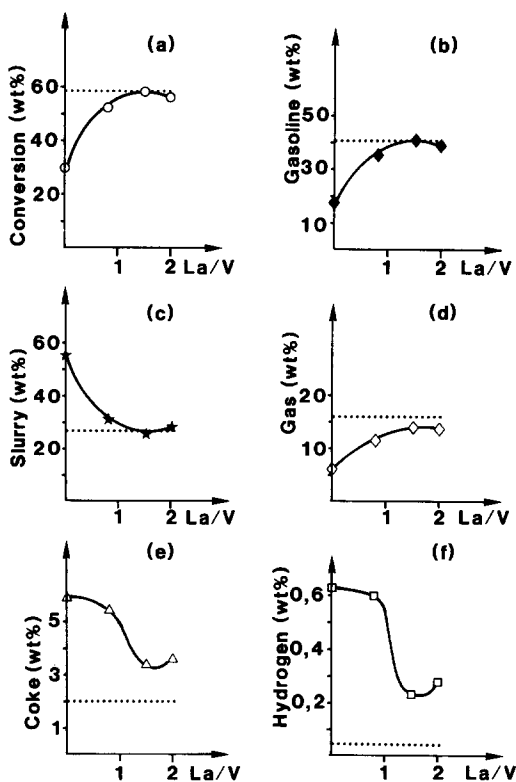 (a)
Conversion (wt%)
60
40
20
1 2 La/V
(b)
Gasoline (wt%)
50
30
10
1 2 La/V
(c)
Slurry (wt%)
60
40
20
1 2 La/V
(d)
Gas (wt%)
20
10
1 2 La/V
(e)
Coke (wt%)
5
3
1
1 2 La/V
(f)
Hydrogen (wt%)
0,6
0,4
0,2
1 2 La/V